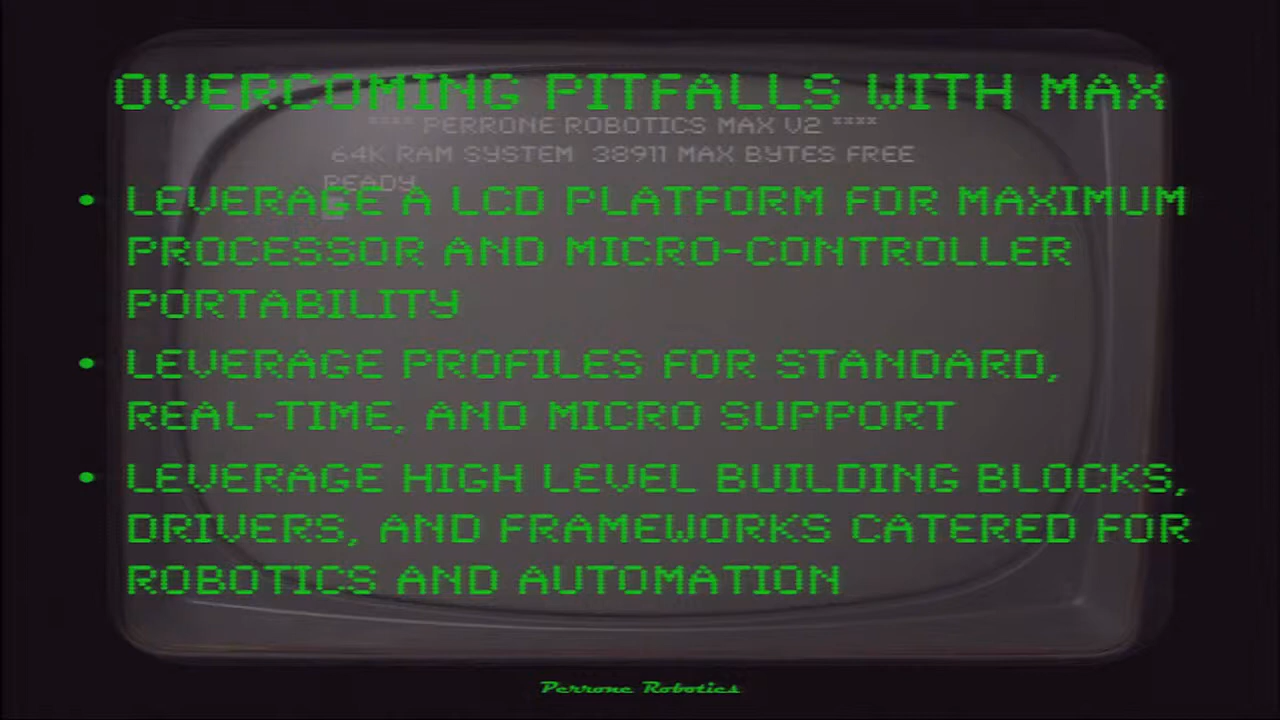 OVERCOMING PITFALLS WITH MAX
**** PERRONE ROBOTICS MAX V2 ****
64K RAM SYSTEM 38911 MAX BYTES FREE
READY
• LEVERAGE A LCD PLATFORM FOR MAXIMUM
PROCESSOR AND MICRO-CONTROLLER
PORTABILITY
• LEVERAGE PROFILES FOR STANDARD,
REAL-TIME, AND MICRO SUPPORT
• LEVERAGE HIGH LEVEL BUILDING BLOCKS,
DRIVERS, AND FRAMEWORKS CATERED FOR
ROBOTICS AND AUTOMATION
Perrone Robotics